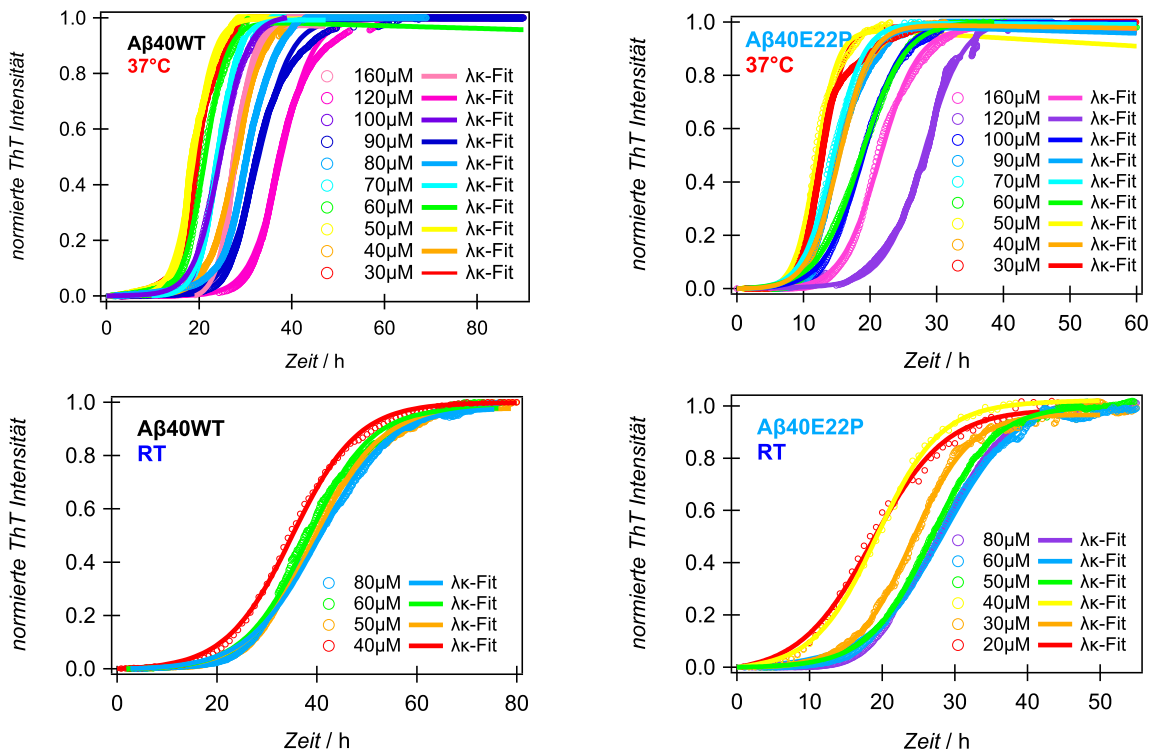 normierte ThT Intensität
1.0
0.8
0.6
0.4
0.2
0.0
Aβ40WT
37°C
160µM λκ-Fit
120µM λκ-Fit
100µM λκ-Fit
90µM λκ-Fit
80µM λκ-Fit
70µM λκ-Fit
60µM λκ-Fit
50µM λκ-Fit
40µM λκ-Fit
30µM λκ-Fit
0 20 40 60 80
Zeit / h
normierte ThT Intensität
1.0
0.8
0.6
0.4
0.2
0.0
Aβ40E22P
37°C
160µM λκ-Fit
120µM λκ-Fit
100µM λκ-Fit
90µM λκ-Fit
70µM λκ-Fit
60µM λκ-Fit
50µM λκ-Fit
40µM λκ-Fit
30µM λκ-Fit
0 10 20 30 40 50 60
Zeit / h
normierte ThT Intensität
1.0
0.8
0.6
0.4
0.2
0.0
Aβ40WT
RT
80µM λκ-Fit
60µM λκ-Fit
50µM λκ-Fit
40µM λκ-Fit
0 20 40 60 80
Zeit / h
normierte ThT Intensität
1.0
0.8
0.6
0.4
0.2
0.0
Aβ40E22P
RT
80µM λκ-Fit
60µM λκ-Fit
50µM λκ-Fit
40µM λκ-Fit
30µM λκ-Fit
20µM λκ-Fit
0 10 20 30 40 50
Zeit / h